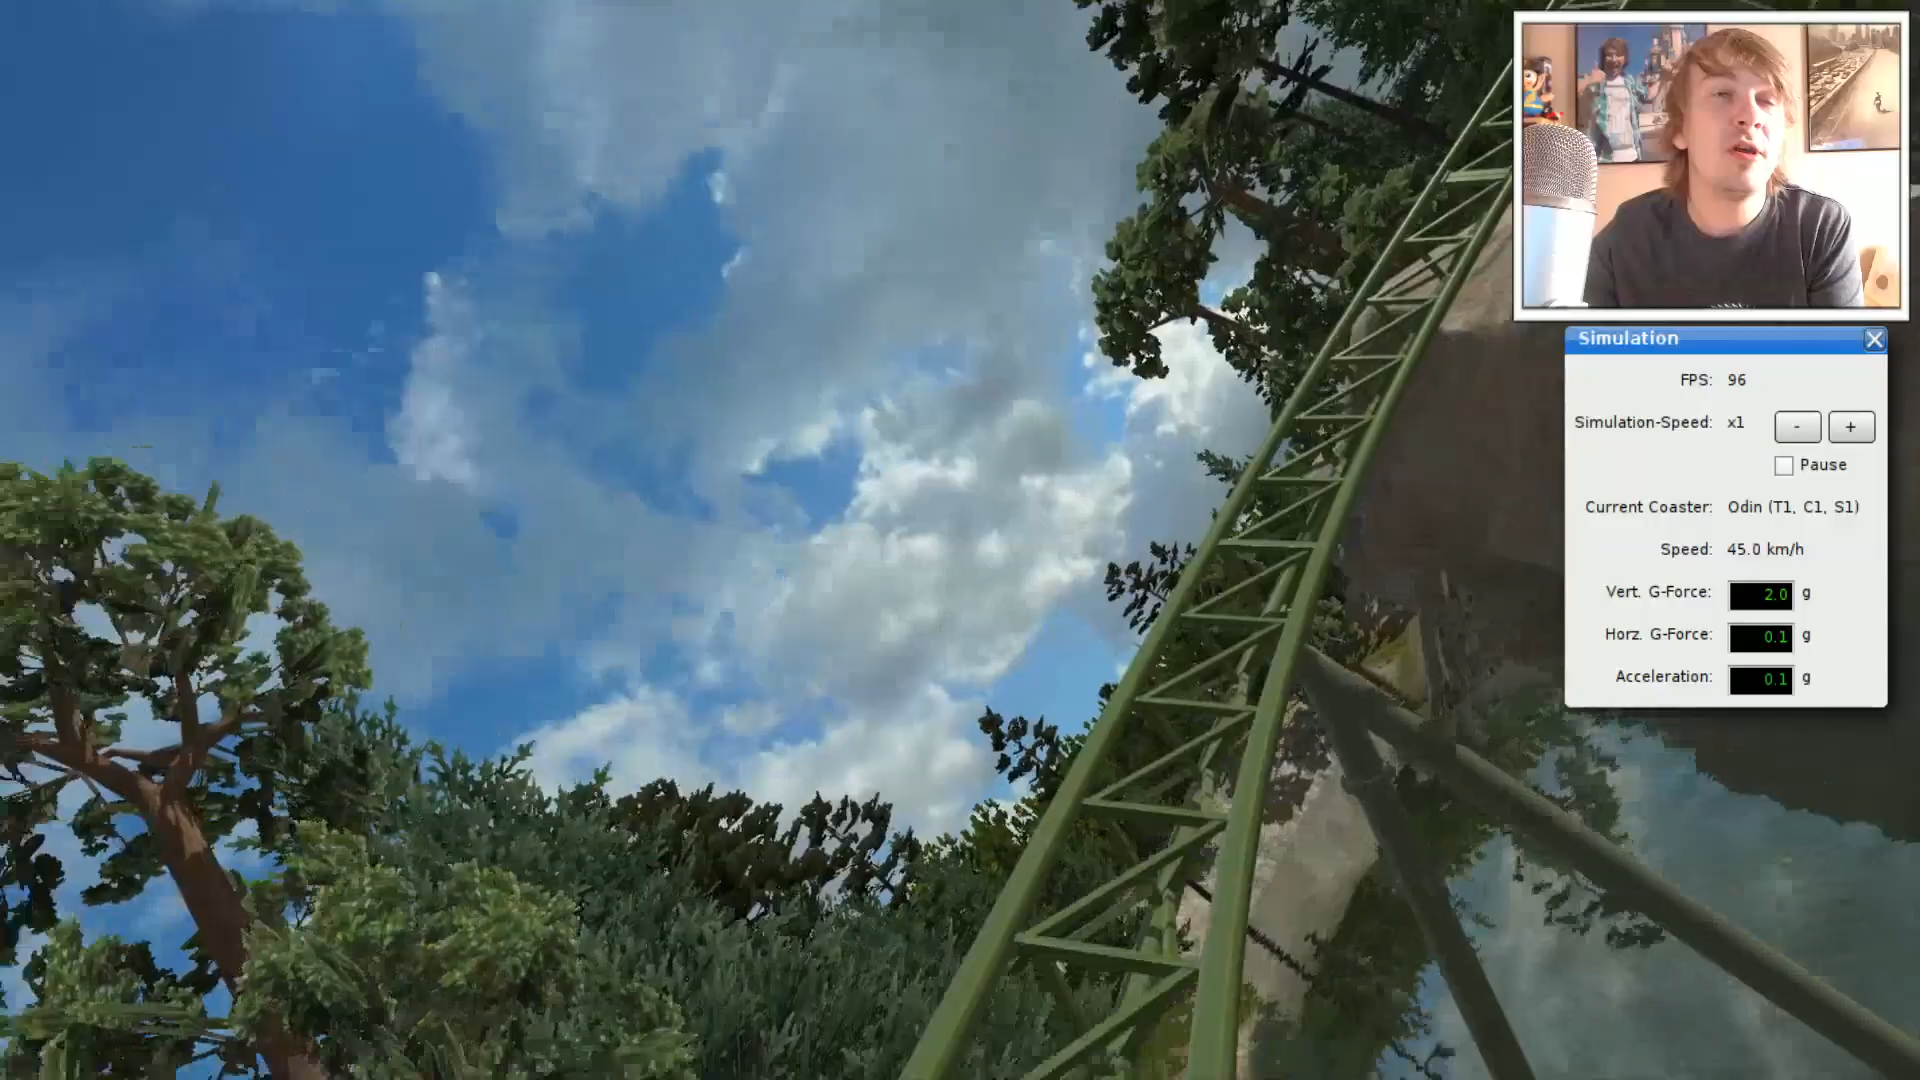 Simulation
FPS: 96
Simulation-Speed: x1 - +
Pause
Current Coaster: Odin (T1, C1, S1)
Speed: 45.0 km/h
Vert. G-Force: 2.0 g
Horz. G-Force: 0.1 g
Acceleration: 0.1 g